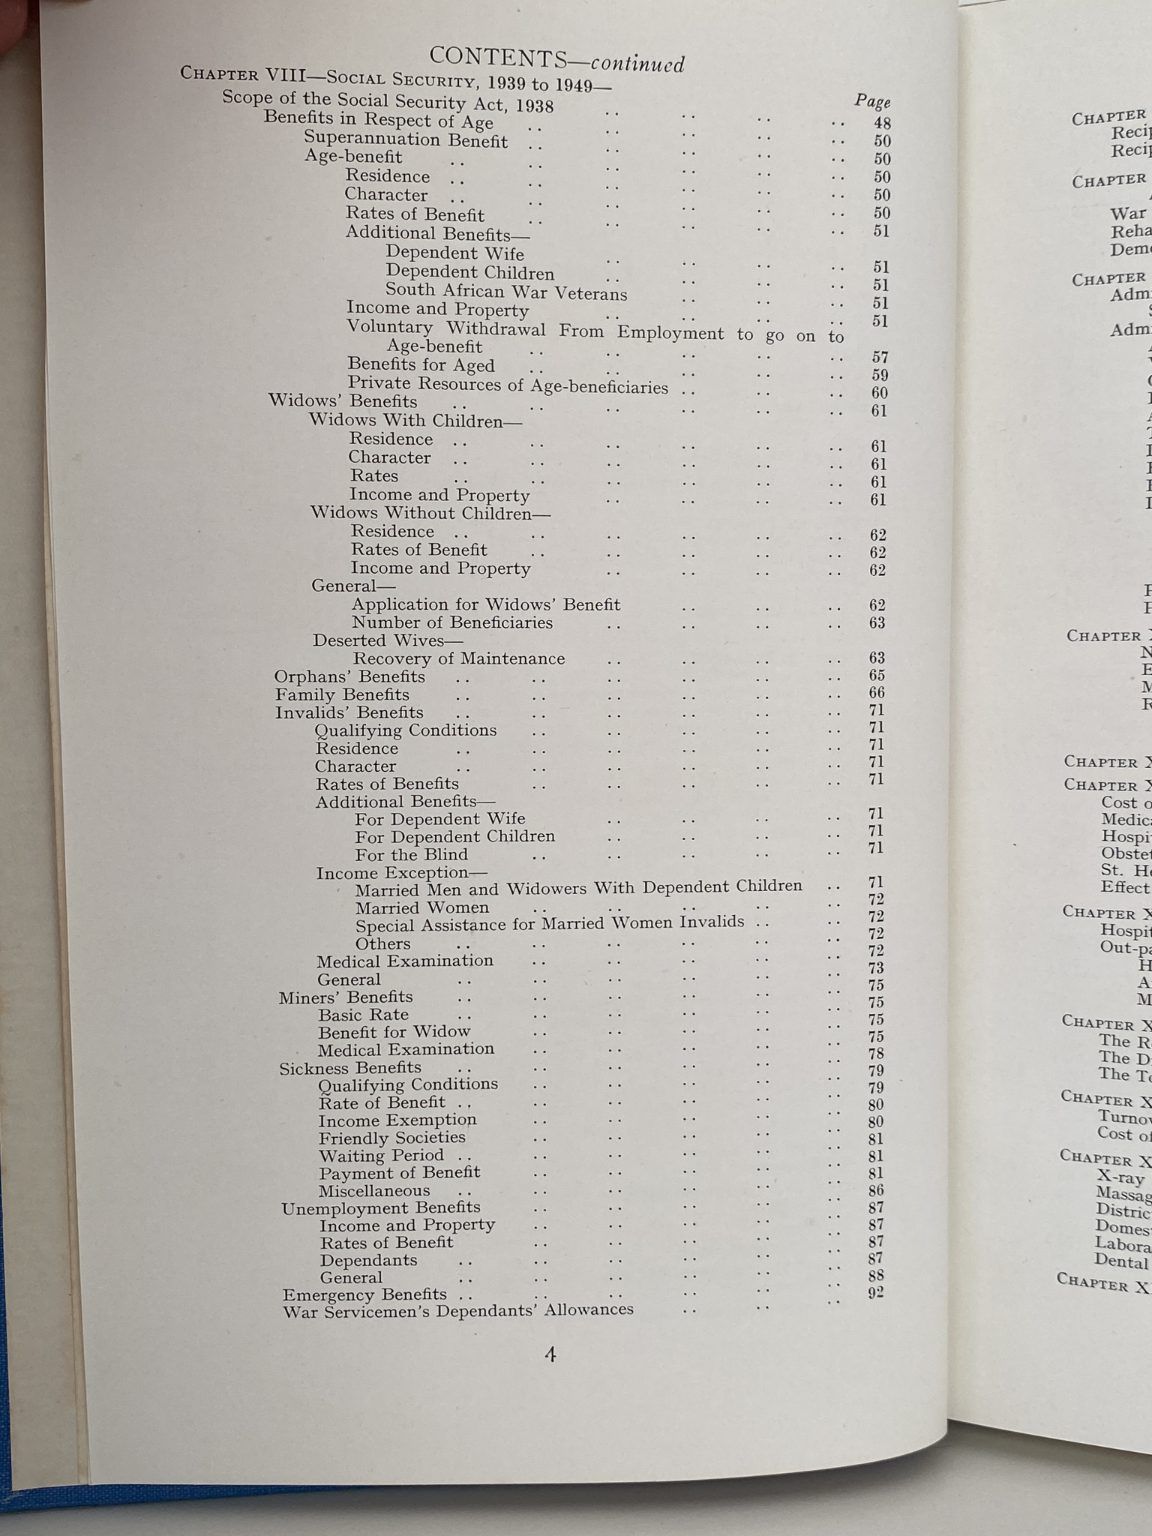 CONTENTS—continued
CHAPTER VIII—SOCIAL SECURITY, 1939 to 1949—
Page
Scope of the Social Security Act, 1938 .. .. .. .. 48
Benefits in Respect of Age .. .. .. .. .. 50
Superannuation Benefit .. .. .. .. .. 50
Age-benefit .. .. .. .. .. .. 50
Residence .. .. .. .. .. .. 50
Character .. .. .. .. .. .. 50
Rates of Benefit .. .. .. .. .. 51
Additional Benefits—
Dependent Wife .. .. .. .. 51
Dependent Children .. .. .. .. 51
South African War Veterans .. .. .. 51
Income and Property .. .. .. .. 51
Voluntary Withdrawal From Employment to go on to
Age-benefit .. .. .. .. .. 57
Benefits for Aged .. .. .. .. .. 59
Private Resources of Age-beneficiaries .. .. .. 60
Widows' Benefits .. .. .. .. .. .. 61
Widows With Children—
Residence .. .. .. .. .. .. 61
Character .. .. .. .. .. .. 61
Rates .. .. .. .. .. .. 61
Income and Property .. .. .. .. 61
Widows Without Children—
Residence .. .. .. .. .. .. 62
Rates of Benefit .. .. .. .. .. 62
Income and Property .. .. .. .. 62
General—
Application for Widows' Benefit .. .. .. 62
Number of Beneficiaries .. .. .. .. 63
Deserted Wives—
Recovery of Maintenance .. .. .. .. 63
Orphans' Benefits .. .. .. .. .. .. 65
Family Benefits .. .. .. .. .. .. 66
Invalids' Benefits .. .. .. .. .. .. 71
Qualifying Conditions .. .. .. .. .. 71
Residence .. .. .. .. .. .. 71
Character .. .. .. .. .. .. 71
Rates of Benefits .. .. .. .. .. 71
Additional Benefits—
For Dependent Wife .. .. .. .. 71
For Dependent Children .. .. .. .. 71
For the Blind .. .. .. .. .. 71
Income Exception—
Married Men and Widowers With Dependent Children .. 71
Married Women .. .. .. .. .. 72
Special Assistance for Married Women Invalids .. .. 72
Others .. .. .. .. .. .. 72
Medical Examination .. .. .. .. .. 72
General .. .. .. .. .. .. 73
Miners' Benefits .. .. .. .. .. .. 75
Basic Rate .. .. .. .. .. .. 75
Benefit for Widow .. .. .. .. .. 75
Medical Examination .. .. .. .. .. 75
Sickness Benefits .. .. .. .. .. .. 78
Qualifying Conditions .. .. .. .. .. 79
Rate of Benefit .. .. .. .. .. .. 79
Income Exemption .. .. .. .. .. 80
Friendly Societies .. .. .. .. .. 80
Waiting Period .. .. .. .. .. .. 81
Payment of Benefit .. .. .. .. .. 81
Miscellaneous .. .. .. .. .. .. 81
Unemployment Benefits .. .. .. .. .. 86
Income and Property .. .. .. .. .. 87
Rates of Benefit .. .. .. .. .. 87
Dependants .. .. .. .. .. .. 87
General .. .. .. .. .. .. 87
Emergency Benefits .. .. .. .. .. .. 88
War Servicemen's Dependants' Allowances .. .. .. 92
4
CHAPTER
CHAPTER
War
CHAPTER
CHAPTER
CHAPTER
CHAPTER
Cost o
St.
Effect
CHAPTER
CHAPTER
The
The
The
CHAPTER
Cost of
CHAPTER
X-ray
Dental
CHAPTER